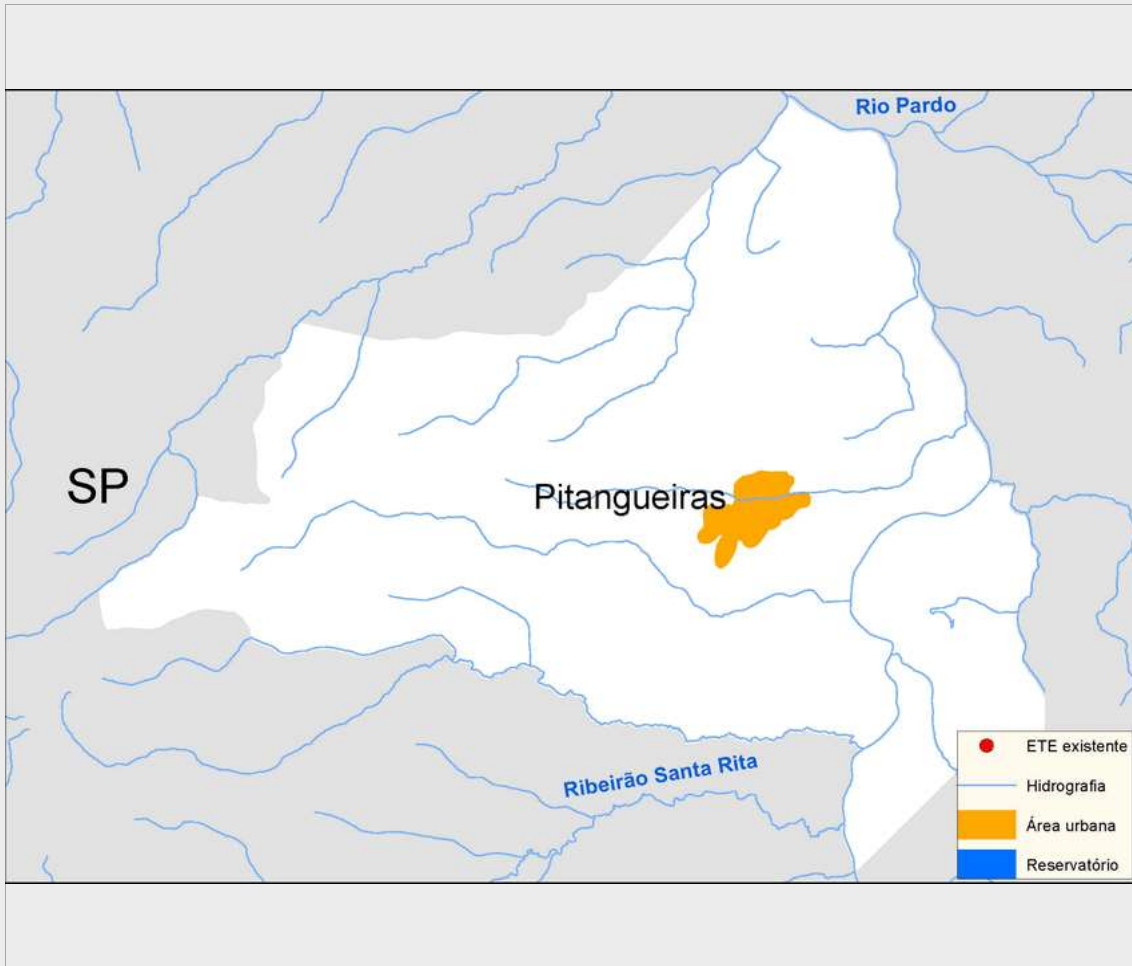 Rio Pardo
SP
Pitangueiras
Ribeirão Santa Rita
ETE existente
Hidrografia
Área urbana
Reservatório